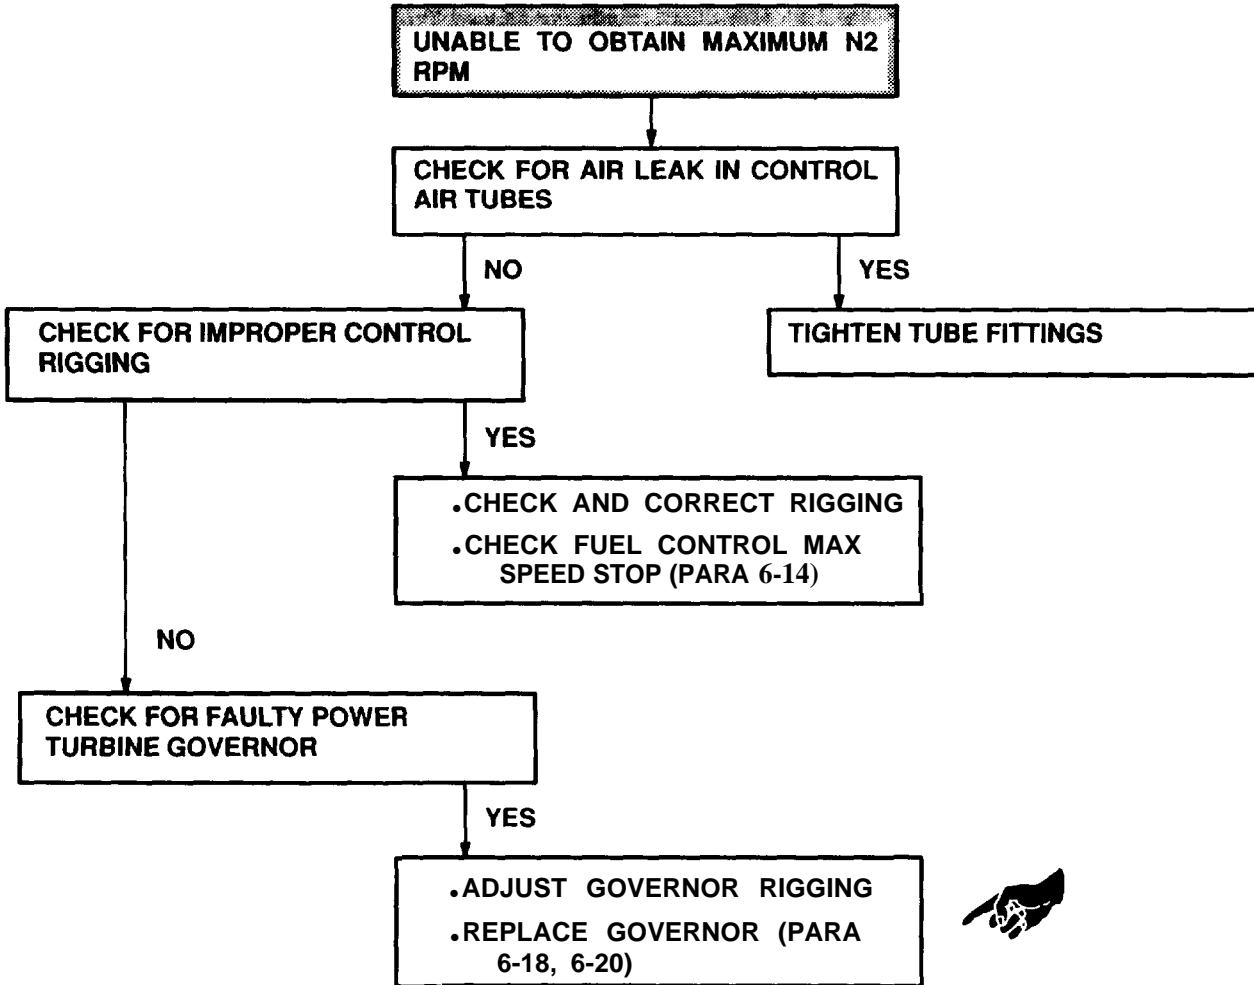 UNABLE TO OBTAIN MAXIMUM N2
RPM
CHECK FOR AIR LEAK IN CONTROL
AIR TUBES
NO
YES
CHECK FOR IMPROPER CONTROL
RIGGING
TIGHTEN TUBE FITTINGS
YES
.CHECK AND CORRECT RIGGING
.CHECK FUEL CONTROL MAX
SPEED STOP (PARA 6-14)
NO
CHECK FOR FAULTY POWER
TURBINE GOVERNOR
YES
.ADJUST GOVERNOR RIGGING
.REPLACE GOVERNOR (PARA
6-18, 6-20)